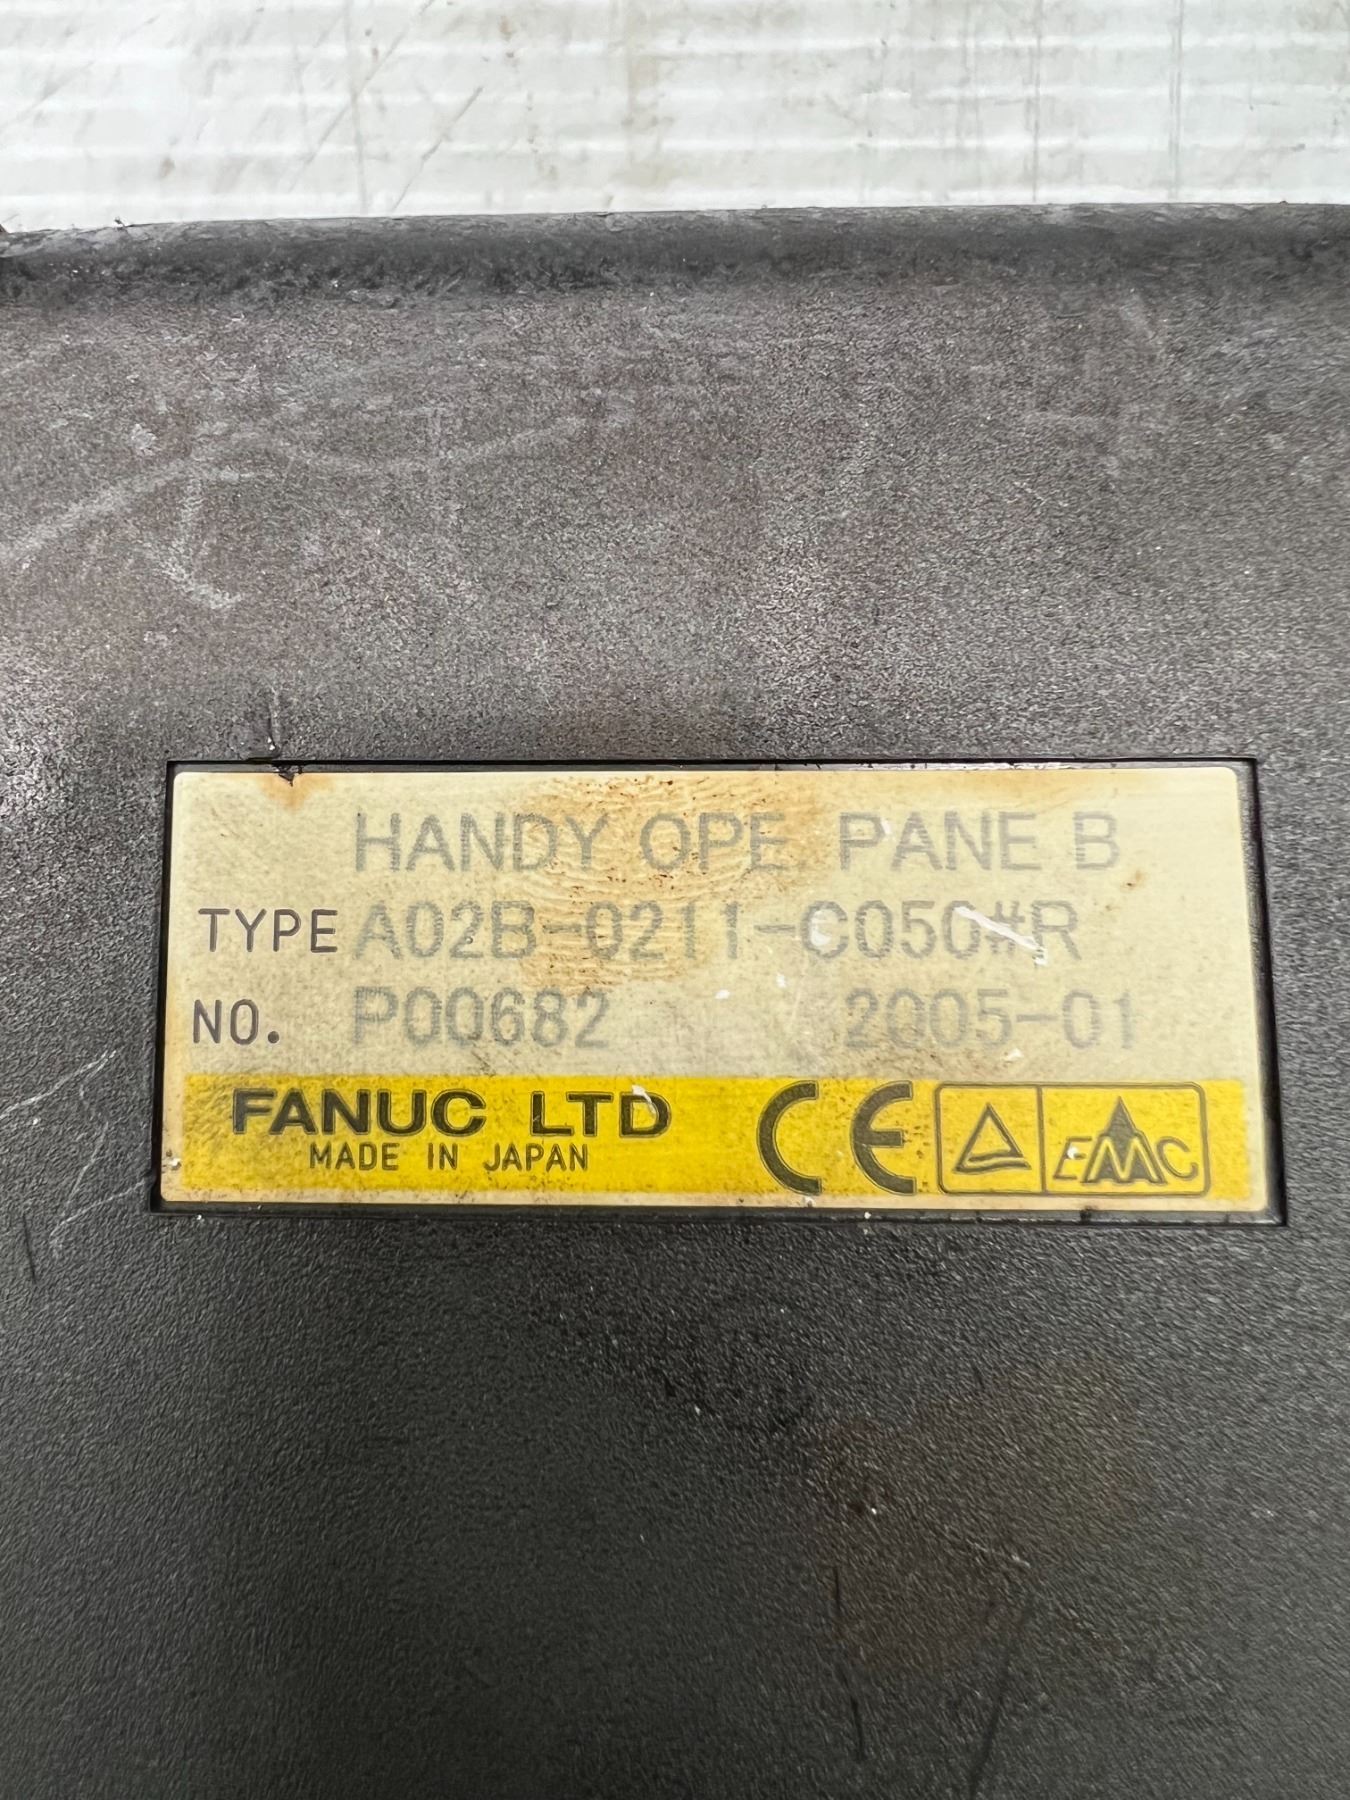 HANDY OPE. PANE B
TYPE A02B-0211-C050#R
NO. P00682 2005-01
FANUC LTD
MADE IN JAPAN
CE EMC